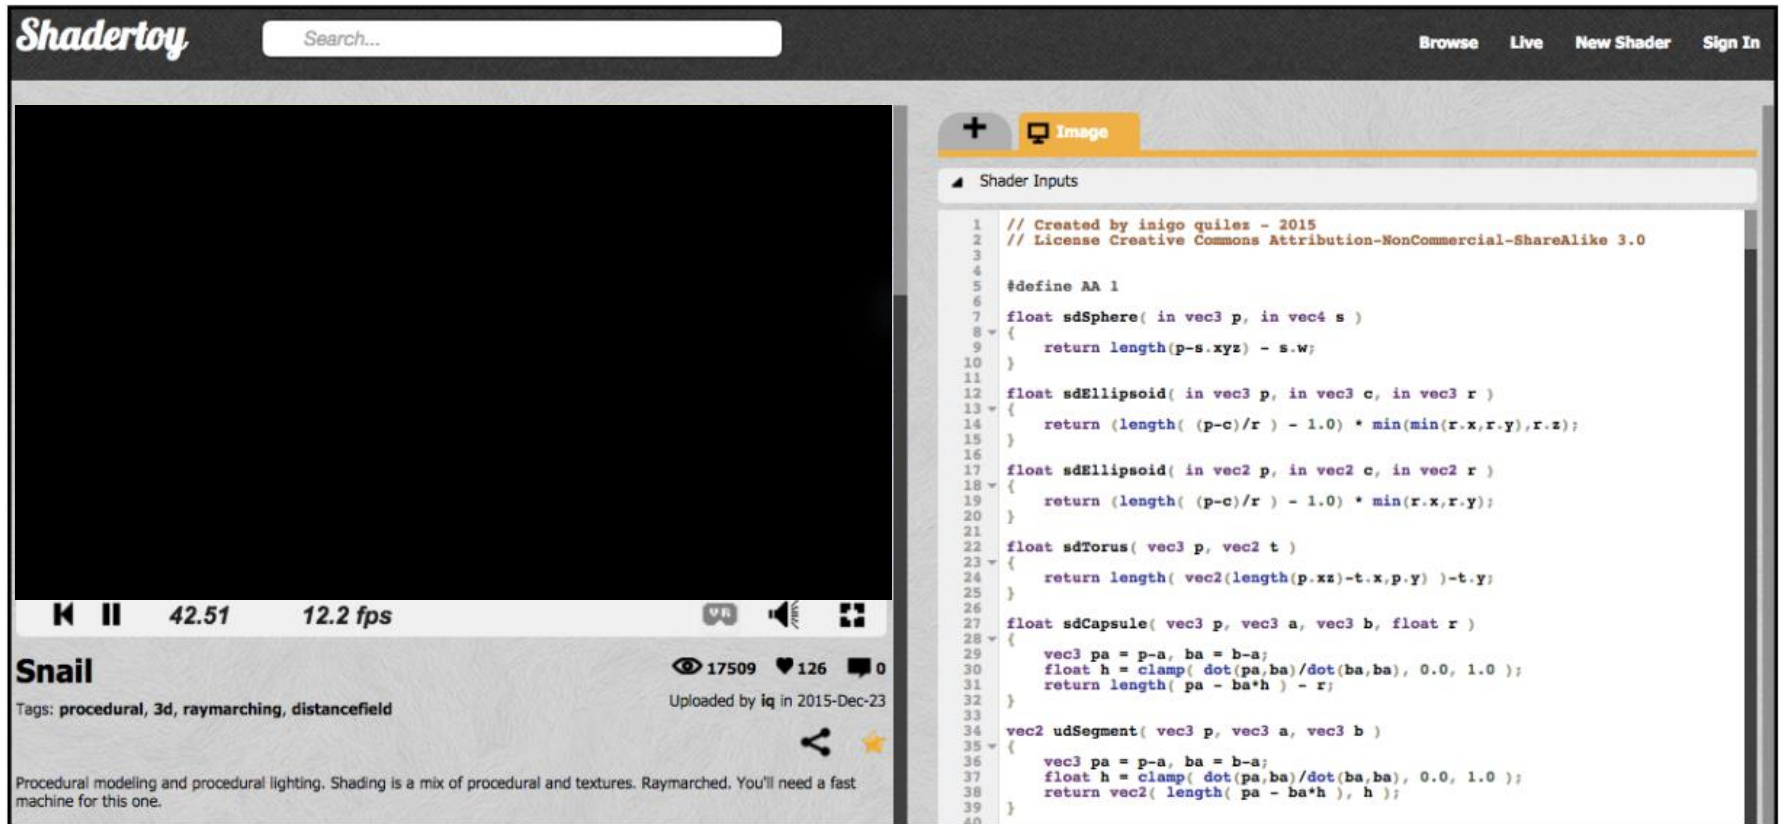 Shadertoy
Search...
Browse Live New Shader Sign In
42.51 12.2 fps
VR
Snail
17509 126 0
Tags: procedural, 3d, raymarching, distancefield
Uploaded by iq in 2015-Dec-23
Procedural modeling and procedural lighting. Shading is a mix of procedural and textures. Raymarched. You'll need a fast
machine for this one.
+ Image
Shader Inputs
1 // Created by inigo quilez - 2015
2 // License Creative Commons Attribution-NonCommercial-ShareAlike 3.0
3
4
5 #define AA 1
6
7 float sdSphere( in vec3 p, in vec4 s )
8 {
9 return length(p-s.xyz) - s.w;
10 }
11
12 float sdEllipsoid( in vec3 p, in vec3 c, in vec3 r )
13 {
14 return (length( (p-c)/r ) - 1.0) * min(min(r.x,r.y),r.z);
15 }
16
17 float sdEllipsoid( in vec2 p, in vec2 c, in vec2 r )
18 {
19 return (length( (p-c)/r ) - 1.0) * min(r.x,r.y);
20 }
21
22 float sdTorus( vec3 p, vec2 t )
23 {
24 return length( vec2(length(p.xz)-t.x,p.y) )-t.y;
25 }
26
27 float sdCapsule( vec3 p, vec3 a, vec3 b, float r )
28 {
29 vec3 pa = p-a, ba = b-a;
30 float h = clamp( dot(pa,ba)/dot(ba,ba), 0.0, 1.0 );
31 return length( pa - ba*h ) - r;
32 }
33
34 vec2 udSegment( vec3 p, vec3 a, vec3 b )
35 {
36 vec3 pa = p-a, ba = b-a;
37 float h = clamp( dot(pa,ba)/dot(ba,ba), 0.0, 1.0 );
38 return vec2( length( pa - ba*h ), h );
39 }
40